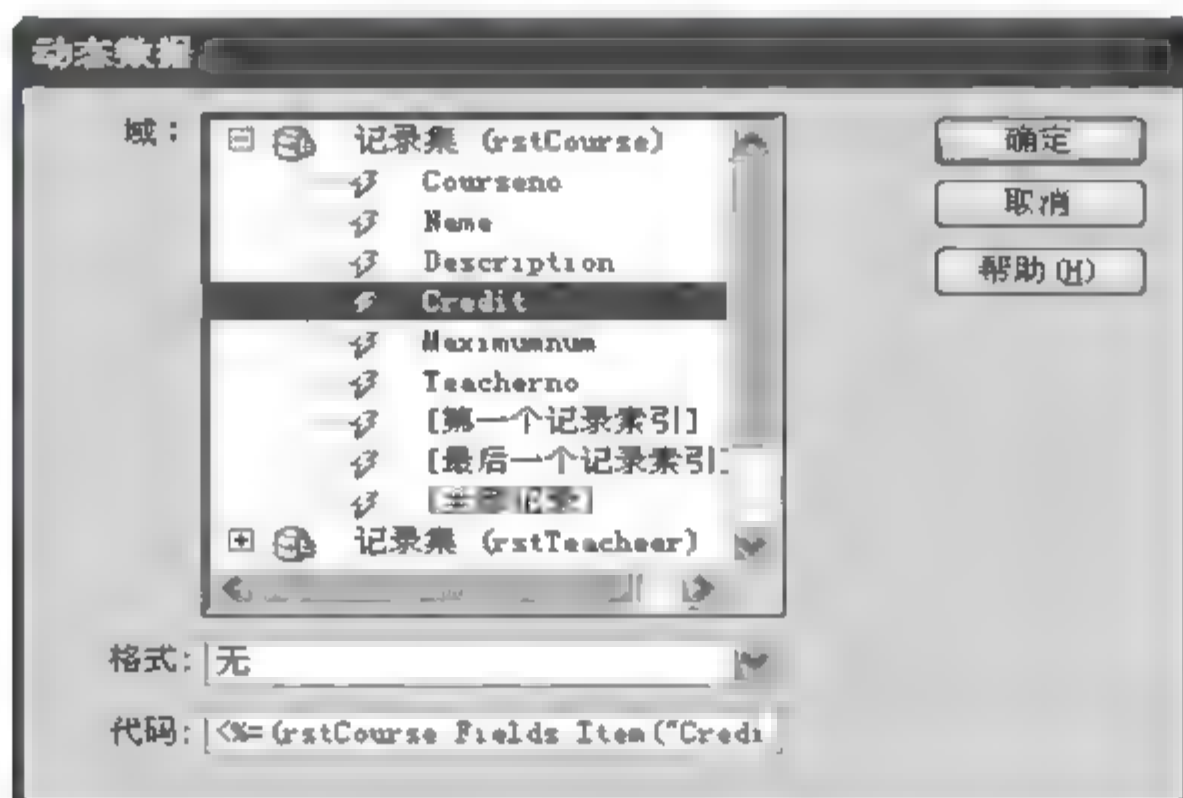 动态数据
域：
记录集 (rstCourse)
Courseno
Name
Description
Credit
Maximumnum
Teacherno
[第一个记录索引]
[最后一个记录索引]
记录集 (rstTeacheer)
确定
取消
帮助(H)
格式: 无
代码: <%=(rstCourse Fields Item("Credi